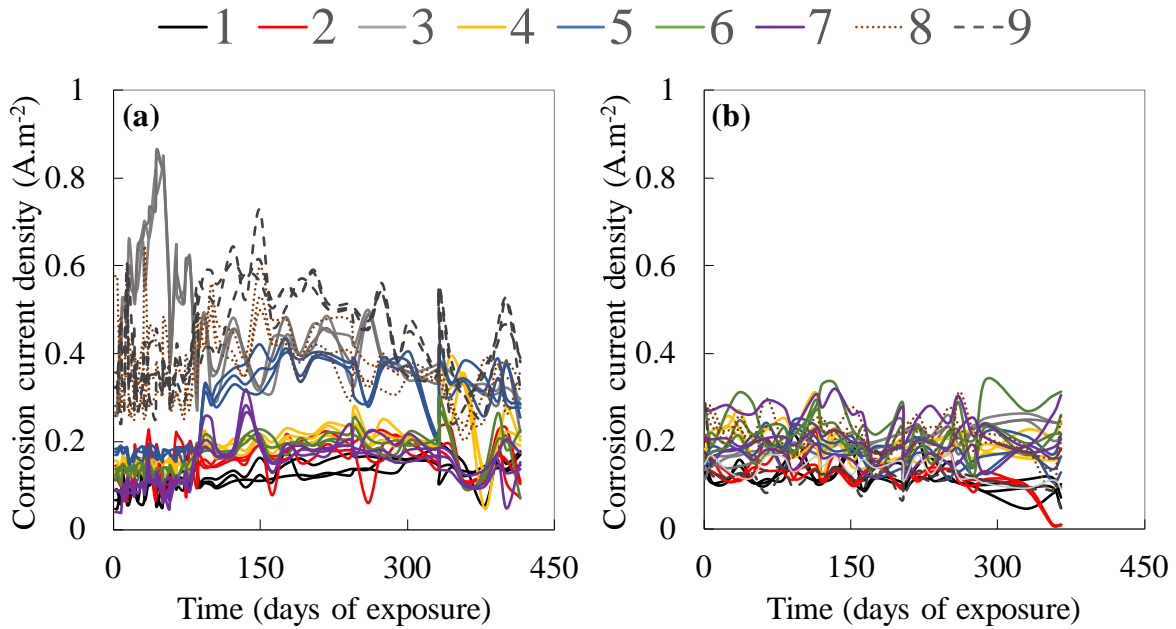 1 2 3 4 5 6 7 8 9
(a)
Corrosion current density (A.m-2)
1
0.8
0.6
0.4
0.2
0
0 150 300 450
Time (days of exposure)
(b)
Corrosion current density (A.m-2)
1
0.8
0.6
0.4
0.2
0
0 150 300 450
Time (days of exposure)